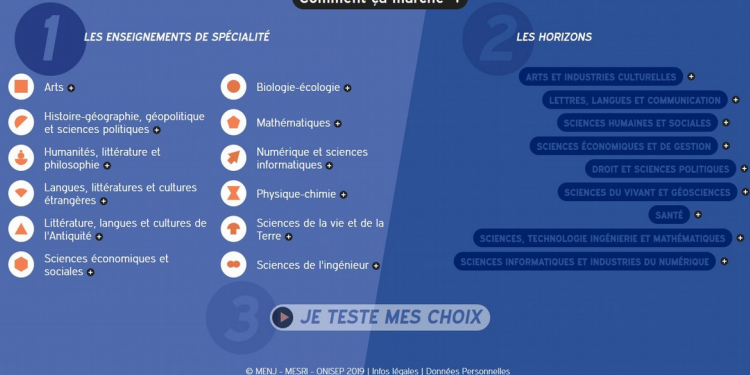 Comment ça marche
1
LES ENSEIGNEMENTS DE SPÉCIALITÉ
Arts
Histoire-géographie, géopolitique
et sciences politiques
Humanités, littérature et
philosophie
Langues, littératures et cultures
étrangères
Littérature, langues et cultures de
l'Antiquité
Sciences économiques et
sociales
Biologie-écologie
Mathématiques
Numérique et sciences
informatiques
Physique-chimie
Sciences de la vie et de la
Terre
Sciences de l'ingénieur
2
LES HORIZONS
ARTS ET INDUSTRIES CULTURELLES
LETTRES, LANGUES ET COMMUNICATION
SCIENCES HUMAINES ET SOCIALES
SCIENCES ÉCONOMIQUES ET DE GESTION
DROIT ET SCIENCES POLITIQUES
SCIENCES DU VIVANT ET GÉOSCIENCES
SANTÉ
SCIENCES, TECHNOLOGIE INGÉNIERIE ET MATHÉMATIQUES
SCIENCES INFORMATIQUES ET INDUSTRIES DU NUMÉRIQUE
3
JE TESTE MES CHOIX
© MENJ - MESRI - ONISEP 2019 | Infos légales | Données Personnelles